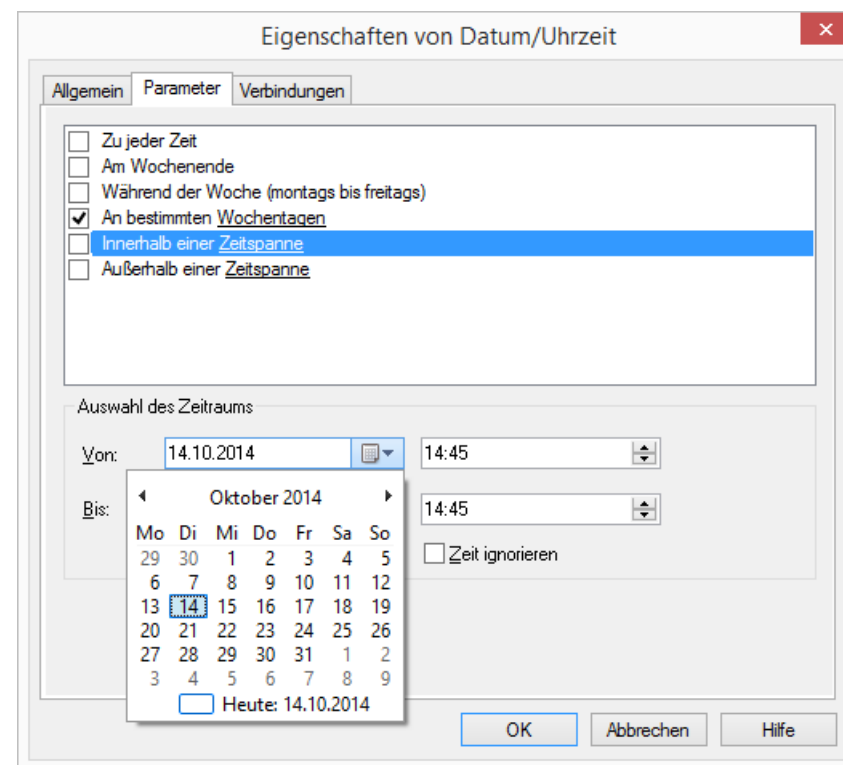 Eigenschaften von Datum/Uhrzeit
Allgemein Parameter Verbindungen
Zu jeder Zeit
Am Wochenende
Während der Woche (montags bis freitags)
An bestimmten Wochentagen
Innerhalb einer Zeitspanne
Außerhalb einer Zeitspanne
Auswahl des Zeitraums
Von: 14.10.2014 14:45
Bis: 14:45
Zeit ignorieren
Oktober 2014
Mo Di Mi Do Fr Sa So
29 30 1 2 3 4 5
6 7 8 9 10 11 12
13 14 15 16 17 18 19
20 21 22 23 24 25 26
27 28 29 30 31 1 2
3 4 5 6 7 8 9
Heute: 14.10.2014
OK Abbrechen Hilfe